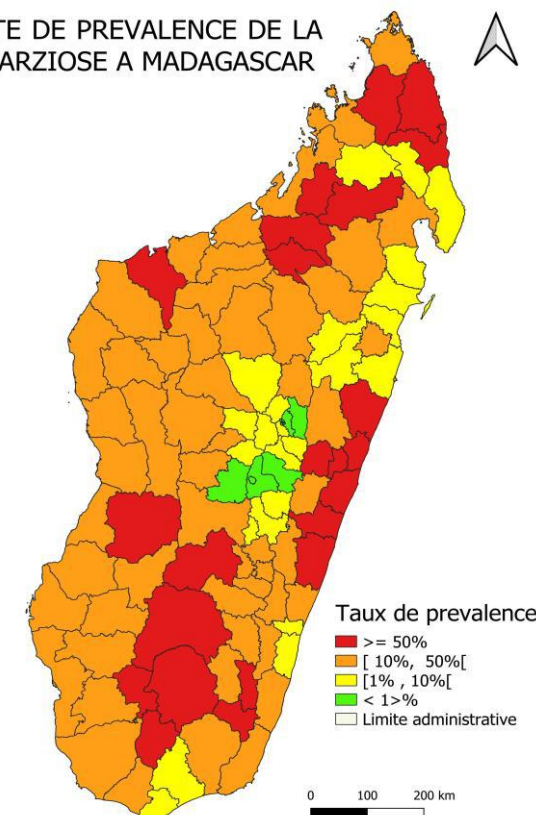 TE DE PREVALENCE DE LA
ARZIOSE A MADAGASCAR
Taux de prevalence
>= 50%
[ 10%, 50%[
[1% , 10%[
< 1>%
Limite administrative
0 100 200 km